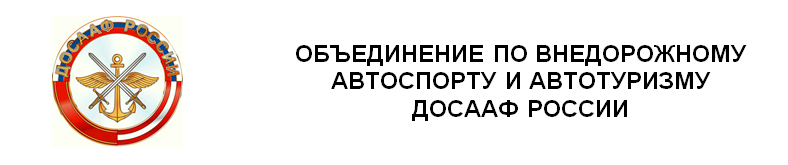 ДОСААФ РОССИИ
ОБЪЕДИНЕНИЕ ПО ВНЕДОРОЖНОМУ
АВТОСПОРТУ И АВТОТУРИЗМУ
ДОСААФ РОССИИ